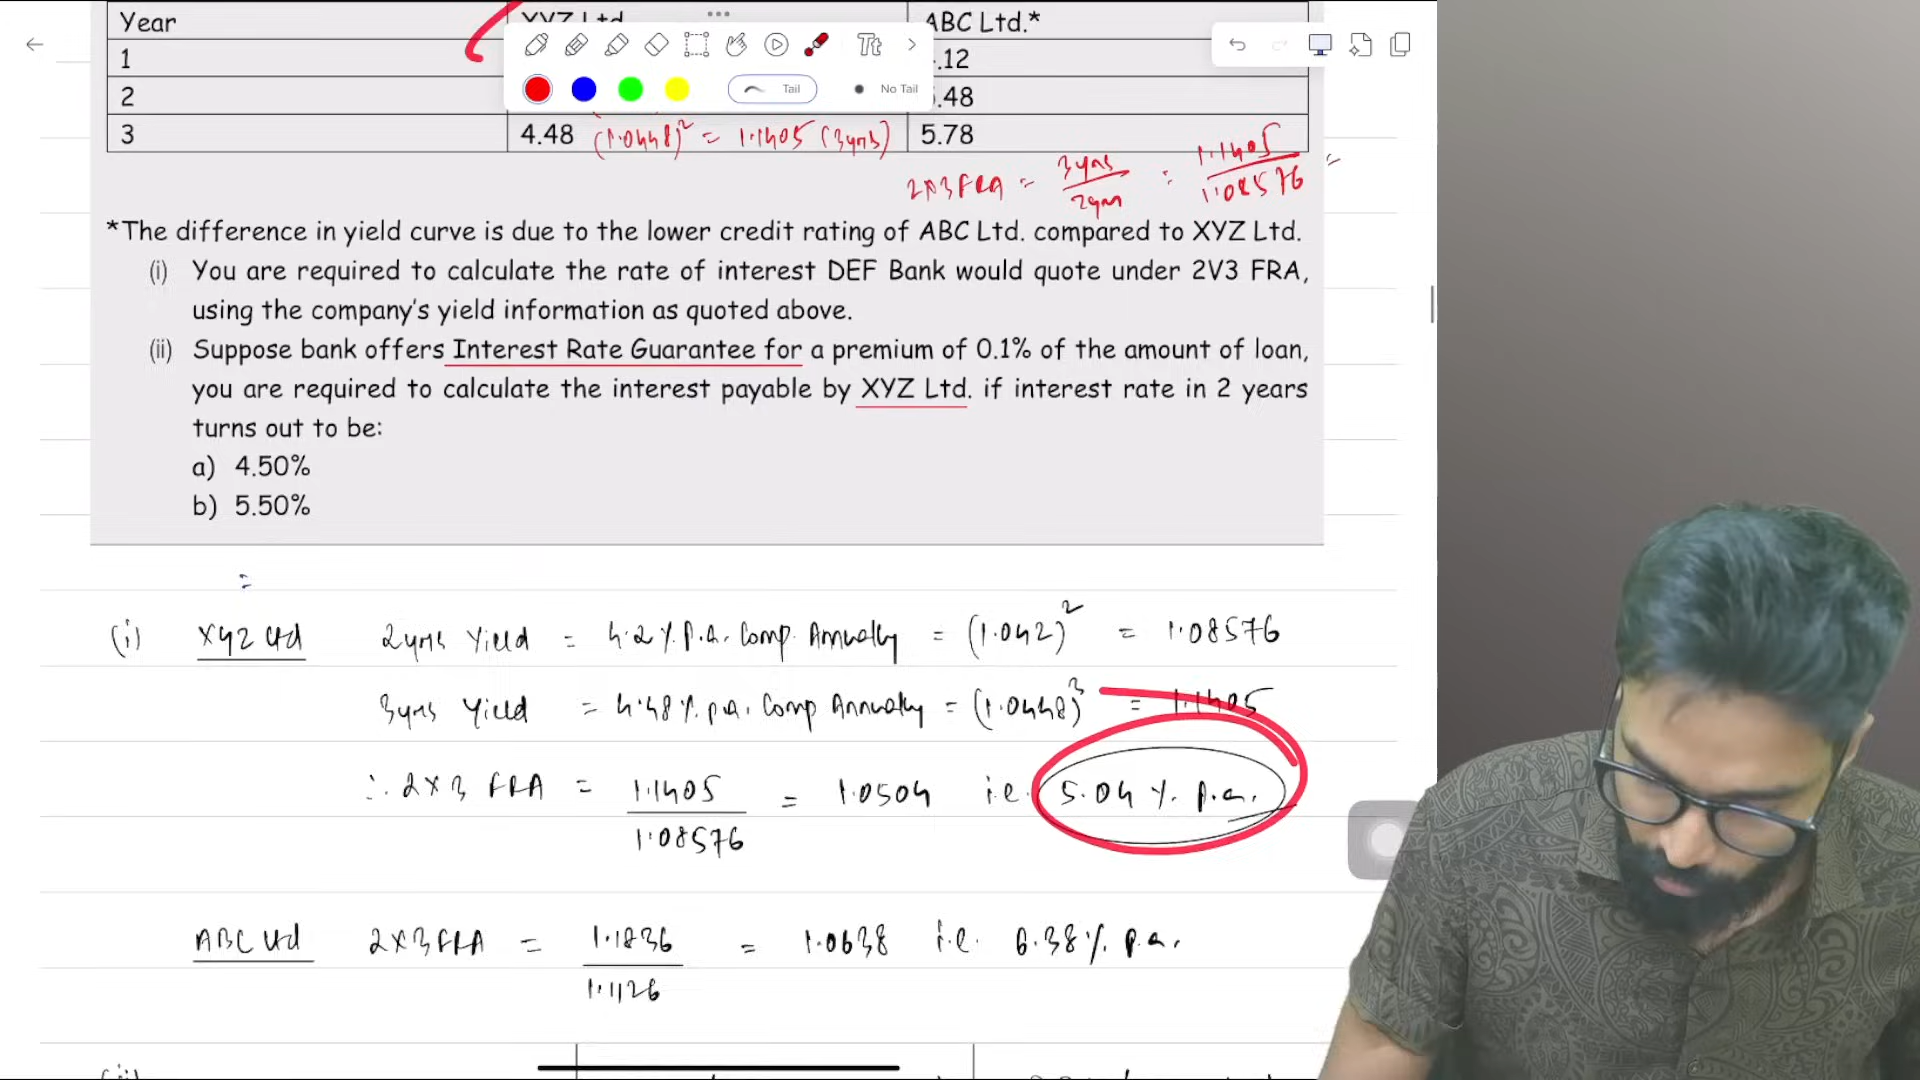 Year XYZ Ltd ABC Ltd.*
1 .12
Tail No Tail
2 .48
3 4.48 (1.0448)² = 1.1405 (3yrs) 5.78
2x3 FRA = 3yrs / 2yrs = 1.1405 / 1.08576 =
*The difference in yield curve is due to the lower credit rating of ABC Ltd. compared to XYZ Ltd.
(i) You are required to calculate the rate of interest DEF Bank would quote under 2V3 FRA,
using the company's yield information as quoted above.
(ii) Suppose bank offers Interest Rate Guarantee for a premium of 0.1% of the amount of loan,
you are required to calculate the interest payable by XYZ Ltd. if interest rate in 2 years
turns out to be:
a) 4.50%
b) 5.50%
=
(i) XYZ Ltd 2yrs Yield = 4.2% p.a. Comp. Annually = (1.042)² = 1.08576
3yrs Yield = 4.48% p.a. Comp Annually = (1.0448)³ = 1.1405
∴ 2x3 FRA = 1.1405 / 1.08576 = 1.0504 i.e. 5.04% p.a.
ABC Ltd 2x3 FRA = 1.1836 / 1.1126 = 1.0638 i.e. 6.38% p.a.